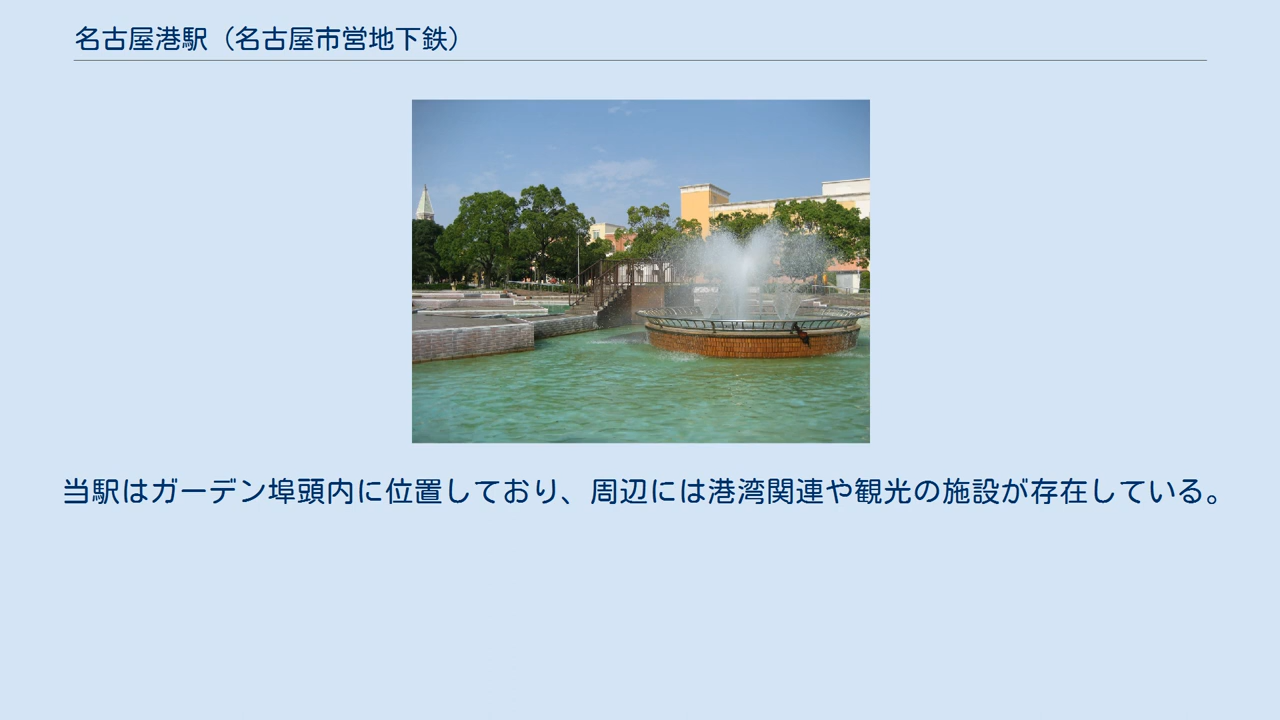 名古屋港駅（名古屋市営地下鉄）
当駅はガーデン埠頭内に位置しており、周辺には港湾関連や観光の施設が存在している。